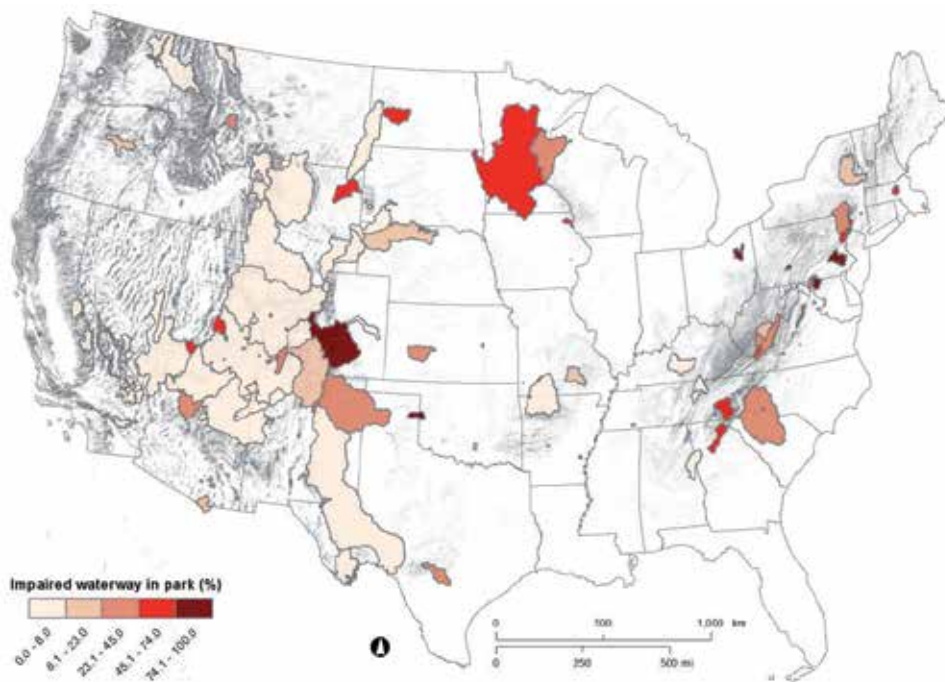 Impaired waterway in park (%)
0.0 - 8.0
8.1 - 23.0
23.1 - 45.0
45.1 - 74.0
74.1 - 100.0
0 500 1,000 km
0 250 500 mi